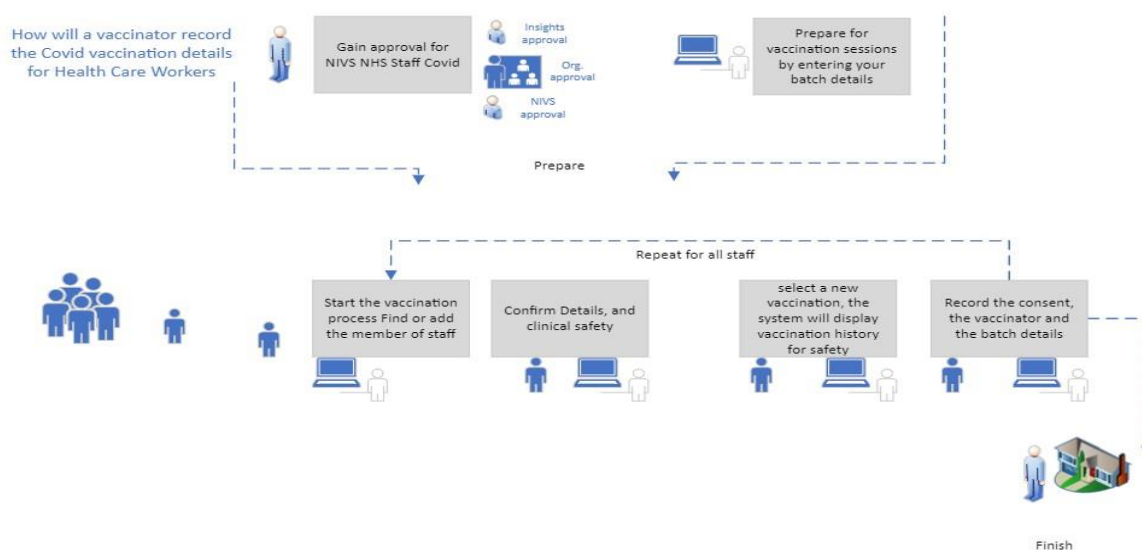 How will a vaccinator record
the Covid vaccination details
for Health Care Workers
Gain approval for
NIVS NHS Staff Covid
Insights
approval
Org.
approval
NIVS
approval
Prepare for
vaccination sessions
by entering your
batch details
Prepare
Repeat for all staff
Start the vaccination
process Find or add
the member of staff
Confirm Details, and
clinical safety
select a new
vaccination, the
system will display
vaccination history
for safety
Record the consent,
the vaccinator and
the batch details
Finish